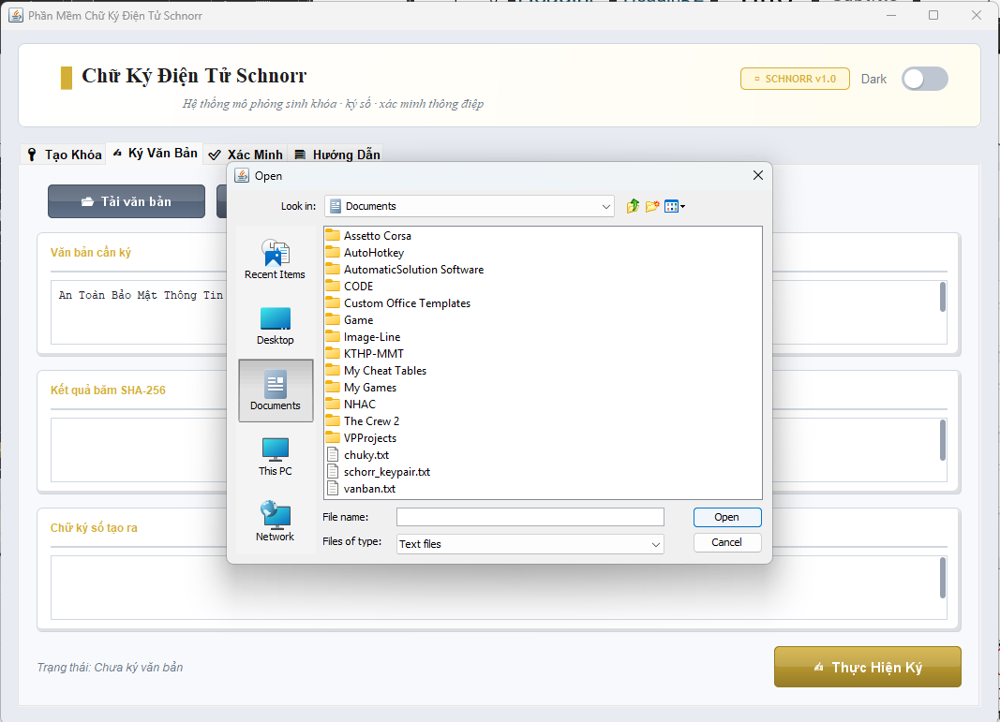 Phần Mềm Chữ Ký Điện Tử Schnorr
Chữ Ký Điện Tử Schnorr
Hệ thống mô phỏng sinh khóa · ký số · xác minh thông điệp
SCHNORR v1.0
Dark
Tạo Khóa
Ký Văn Bản
Xác Minh
Hướng Dẫn
Tải văn bản
Văn bản cần ký
An Toàn Bảo Mật Thông Tin
Kết quả băm SHA-256
Chữ ký số tạo ra
Open
Look in:
Documents
Recent Items
Desktop
Documents
This PC
Network
Assetto Corsa
AutoHotkey
AutomaticSolution Software
CODE
Custom Office Templates
Game
Image-Line
KTHP-MMT
My Cheat Tables
My Games
NHAC
The Crew 2
VPProjects
chuky.txt
schorr_keypair.txt
vanban.txt
File name:
Open
Files of type:
Text files
Cancel
Trạng thái: Chưa ký văn bản
Thực Hiện Ký